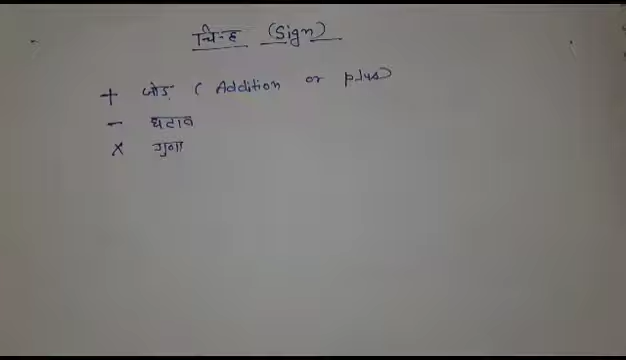 चिन्ह (Sign)
+ जोड़ (Addition or plus)
- घटाव
× गुना